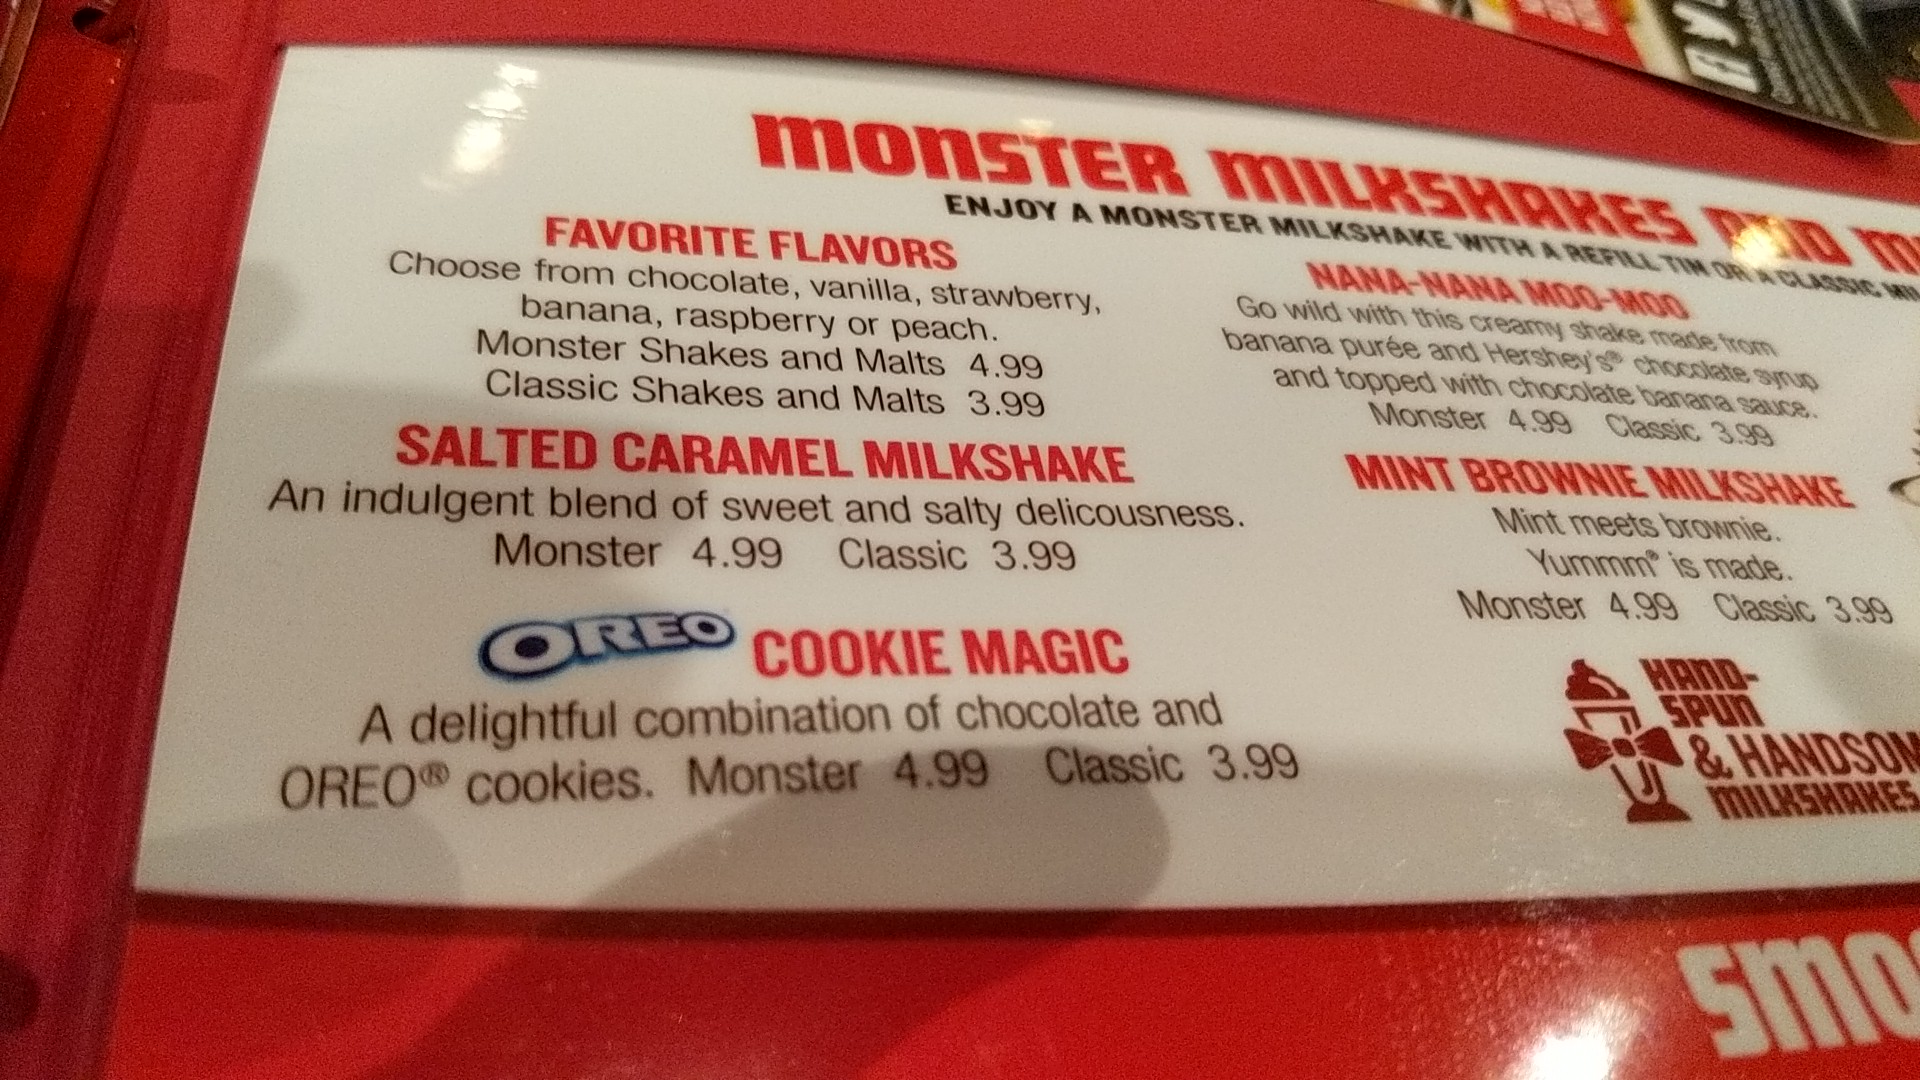 MONSTER MILKSHAKES AND M
ENJOY A MONSTER MILKSHAKE WITH A REFILL TIN OR A CLASSIC
FAVORITE FLAVORS
Choose from chocolate, vanilla, strawberry,
banana, raspberry or peach.
Monster Shakes and Malts 4.99
Classic Shakes and Malts 3.99
SALTED CARAMEL MILKSHAKE
An indulgent blend of sweet and salty delicousness.
Monster 4.99 Classic 3.99
OREO COOKIE MAGIC
A delightful combination of chocolate and
OREO® cookies. Monster 4.99 Classic 3.99
NANA-NANA MOO-MOO
Go wild with this creamy shake made from
banana purée and Hershey's® chocolate syrup
and topped with chocolate banana sauce.
Monster 4.99 Classic 3.99
MINT BROWNIE MILKSHAKE
Mint meets brownie.
Yummm® is made.
Monster 4.99 Classic 3.99
HAND-
SPUN
& HANDSOM
MILKSHAKES
SMO